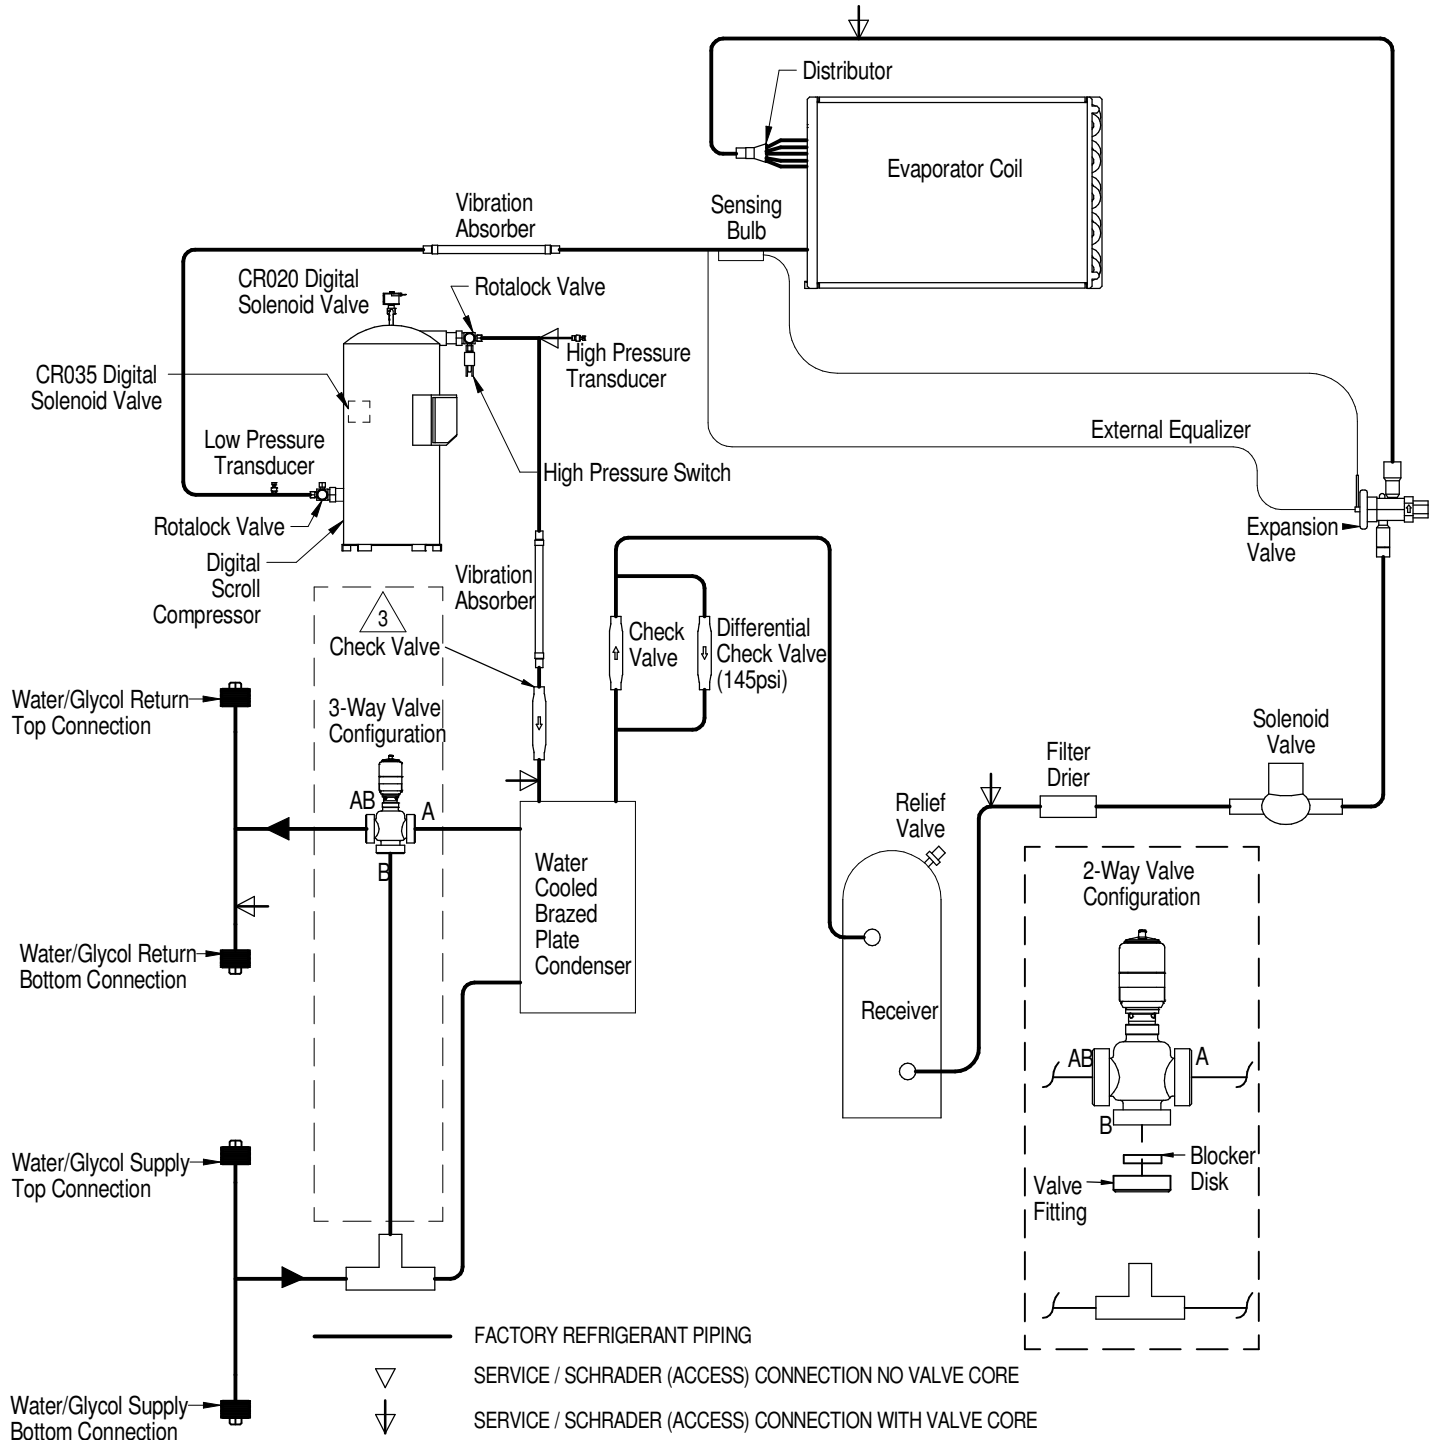 Distributor
Evaporator Coil
Vibration
Absorber
Sensing
Bulb
CR020 Digital
Solenoid Valve
Rotalock Valve
High Pressure
Transducer
CR035 Digital
Solenoid Valve
Low Pressure
Transducer
External Equalizer
High Pressure Switch
Rotalock Valve
Expansion
Valve
Digital
Scroll
Compressor
Vibration
Absorber
3
Check Valve
Check
Valve
Differential
Check Valve
(145psi)
Water/Glycol Return
Top Connection
3-Way Valve
Configuration
Solenoid
Valve
Filter
Drier
Relief
Valve
AB
A
B
Water
Cooled
Brazed
Plate
Condenser
2-Way Valve
Configuration
Water/Glycol Return
Bottom Connection
Receiver
AB
A
B
Blocker
Disk
Valve
Fitting
Water/Glycol Supply
Top Connection
FACTORY REFRIGERANT PIPING
SERVICE / SCHRADER (ACCESS) CONNECTION NO VALVE CORE
SERVICE / SCHRADER (ACCESS) CONNECTION WITH VALVE CORE
Water/Glycol Supply
Bottom Connection